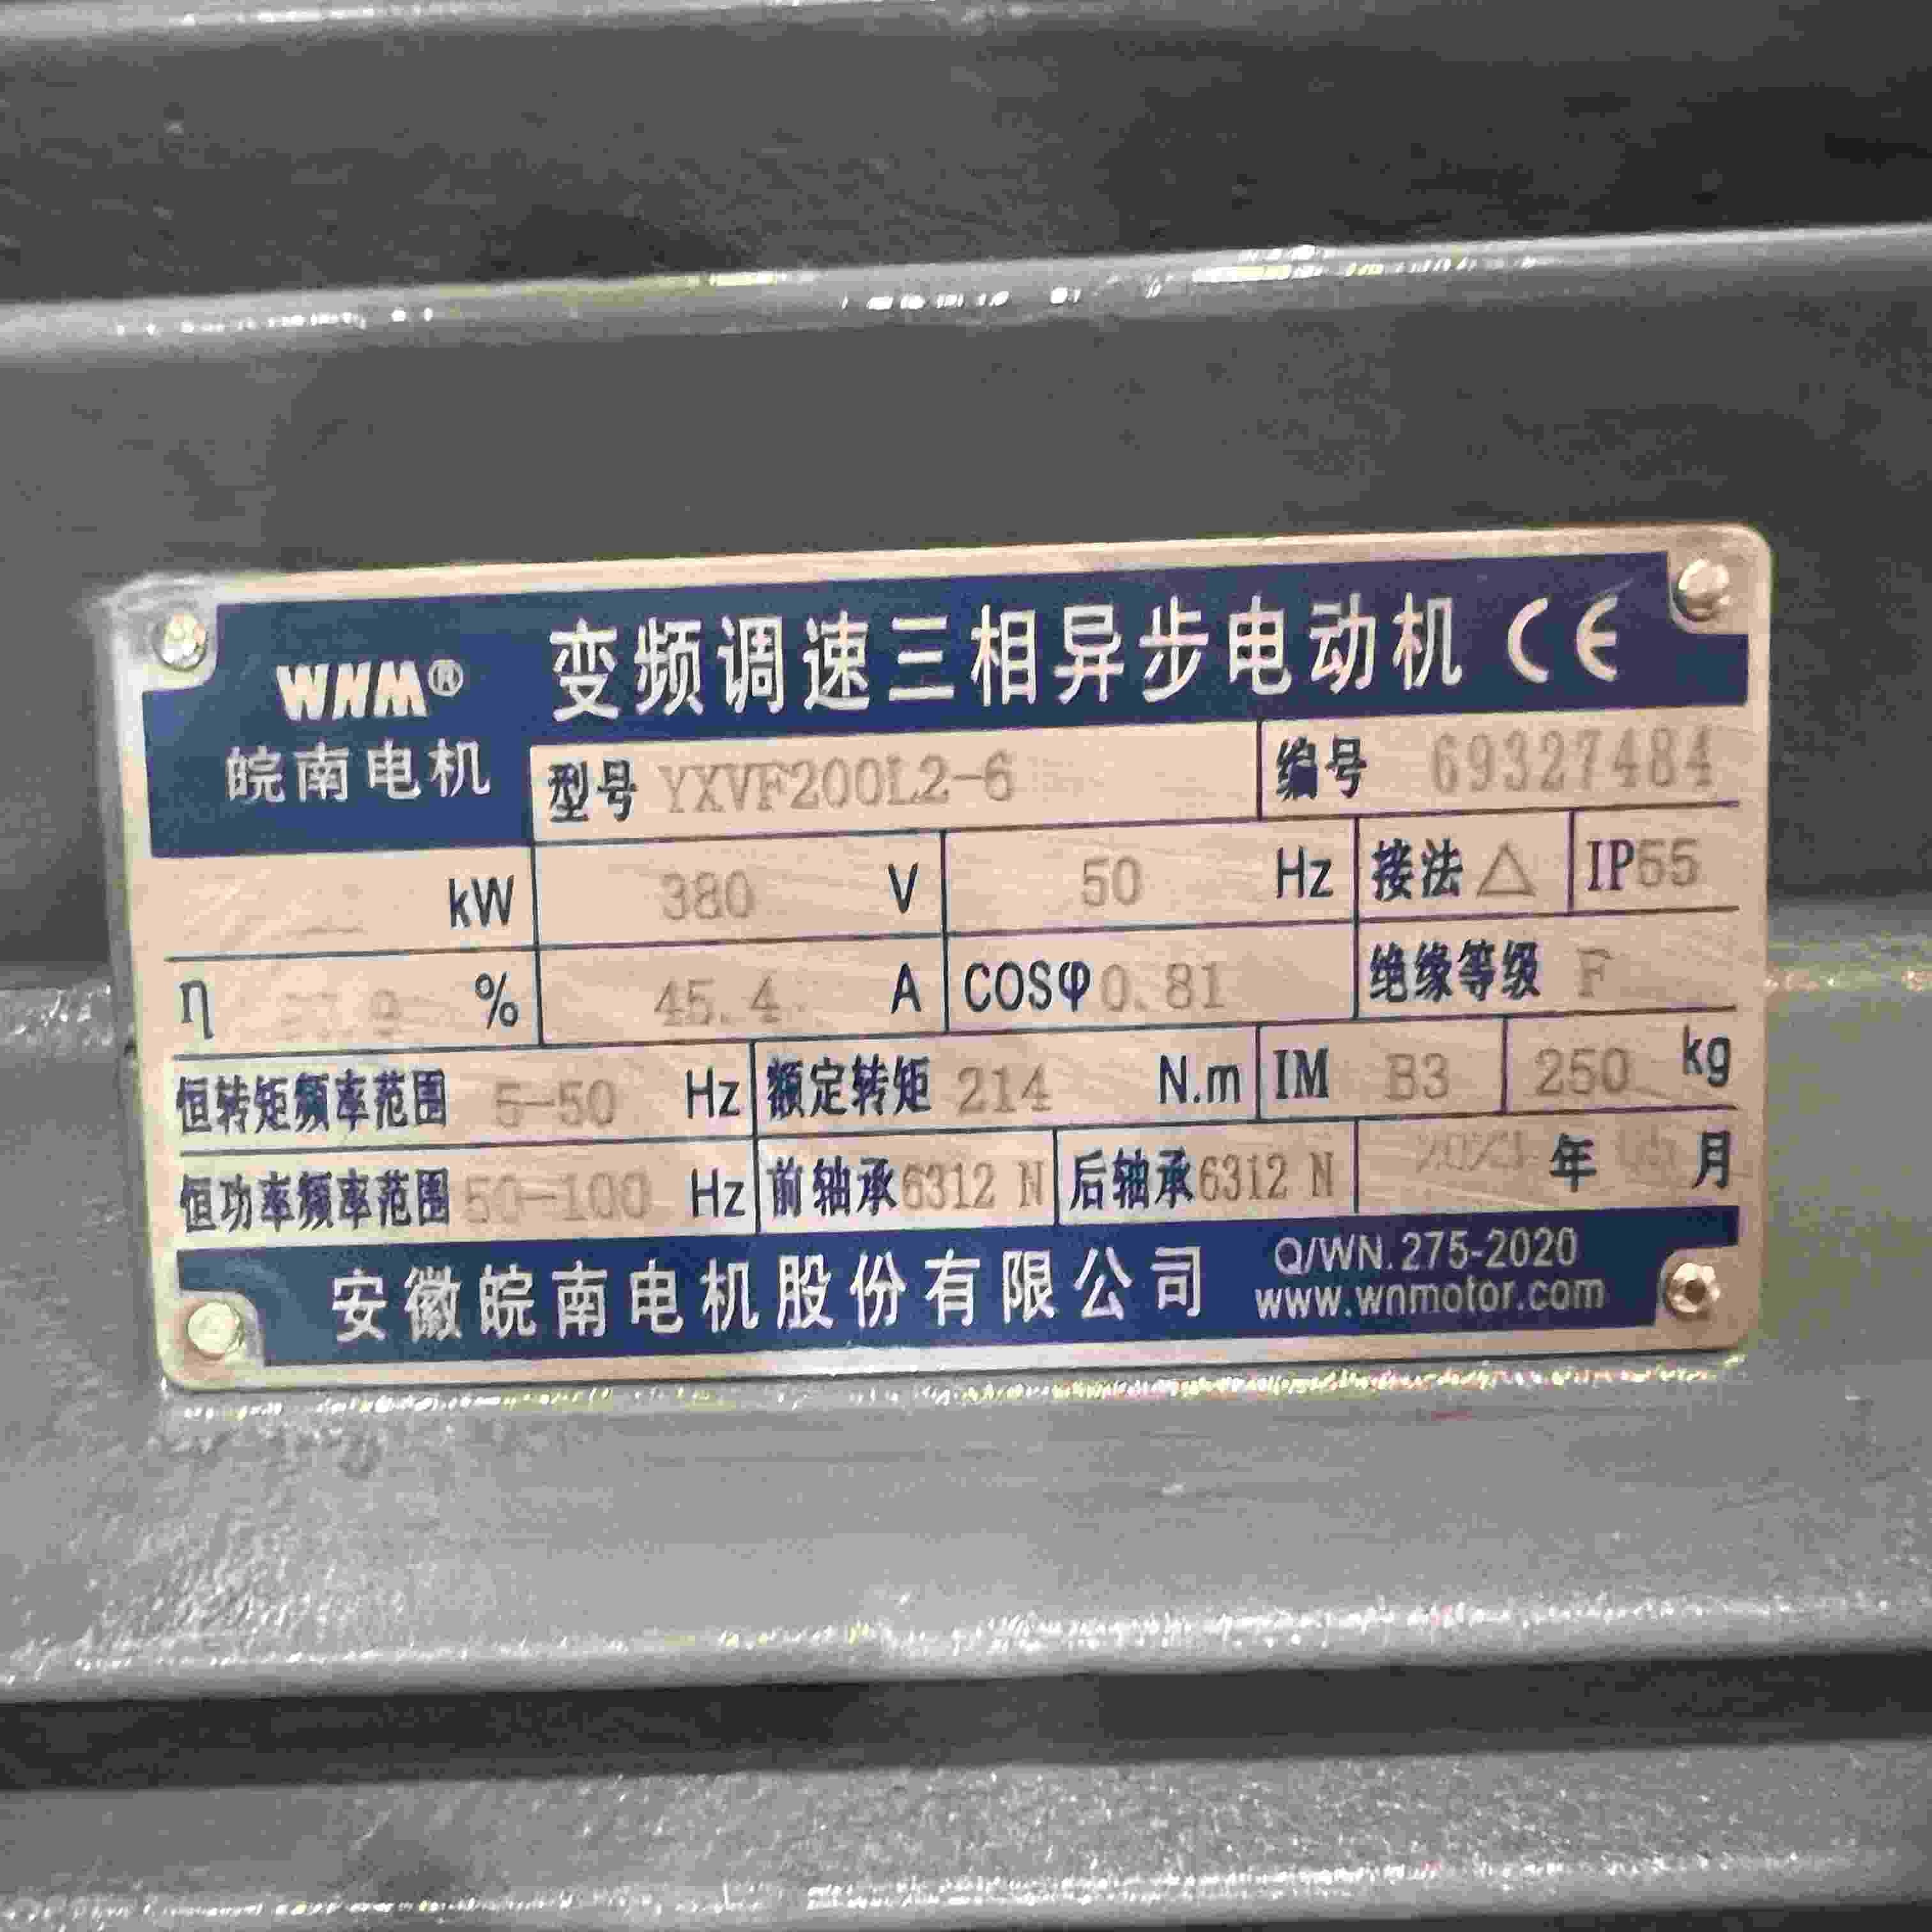 WNM® 变频调速三相异步电动机 CE
皖南电机 型号 YXVF200L2-6 编号 69327484
kW 380 V 50 Hz 接法 △ IP55
η % 45.4 A COSφ 0.81 绝缘等级 F
恒转矩频率范围 5-50 Hz 额定转矩 214 N.m IM B3 250 kg
恒功率频率范围 50-100 Hz 前轴承 6312 N 后轴承 6312 N 年 月
安徽皖南电机股份有限公司 Q/WN.275-2020
www.wnmotor.com